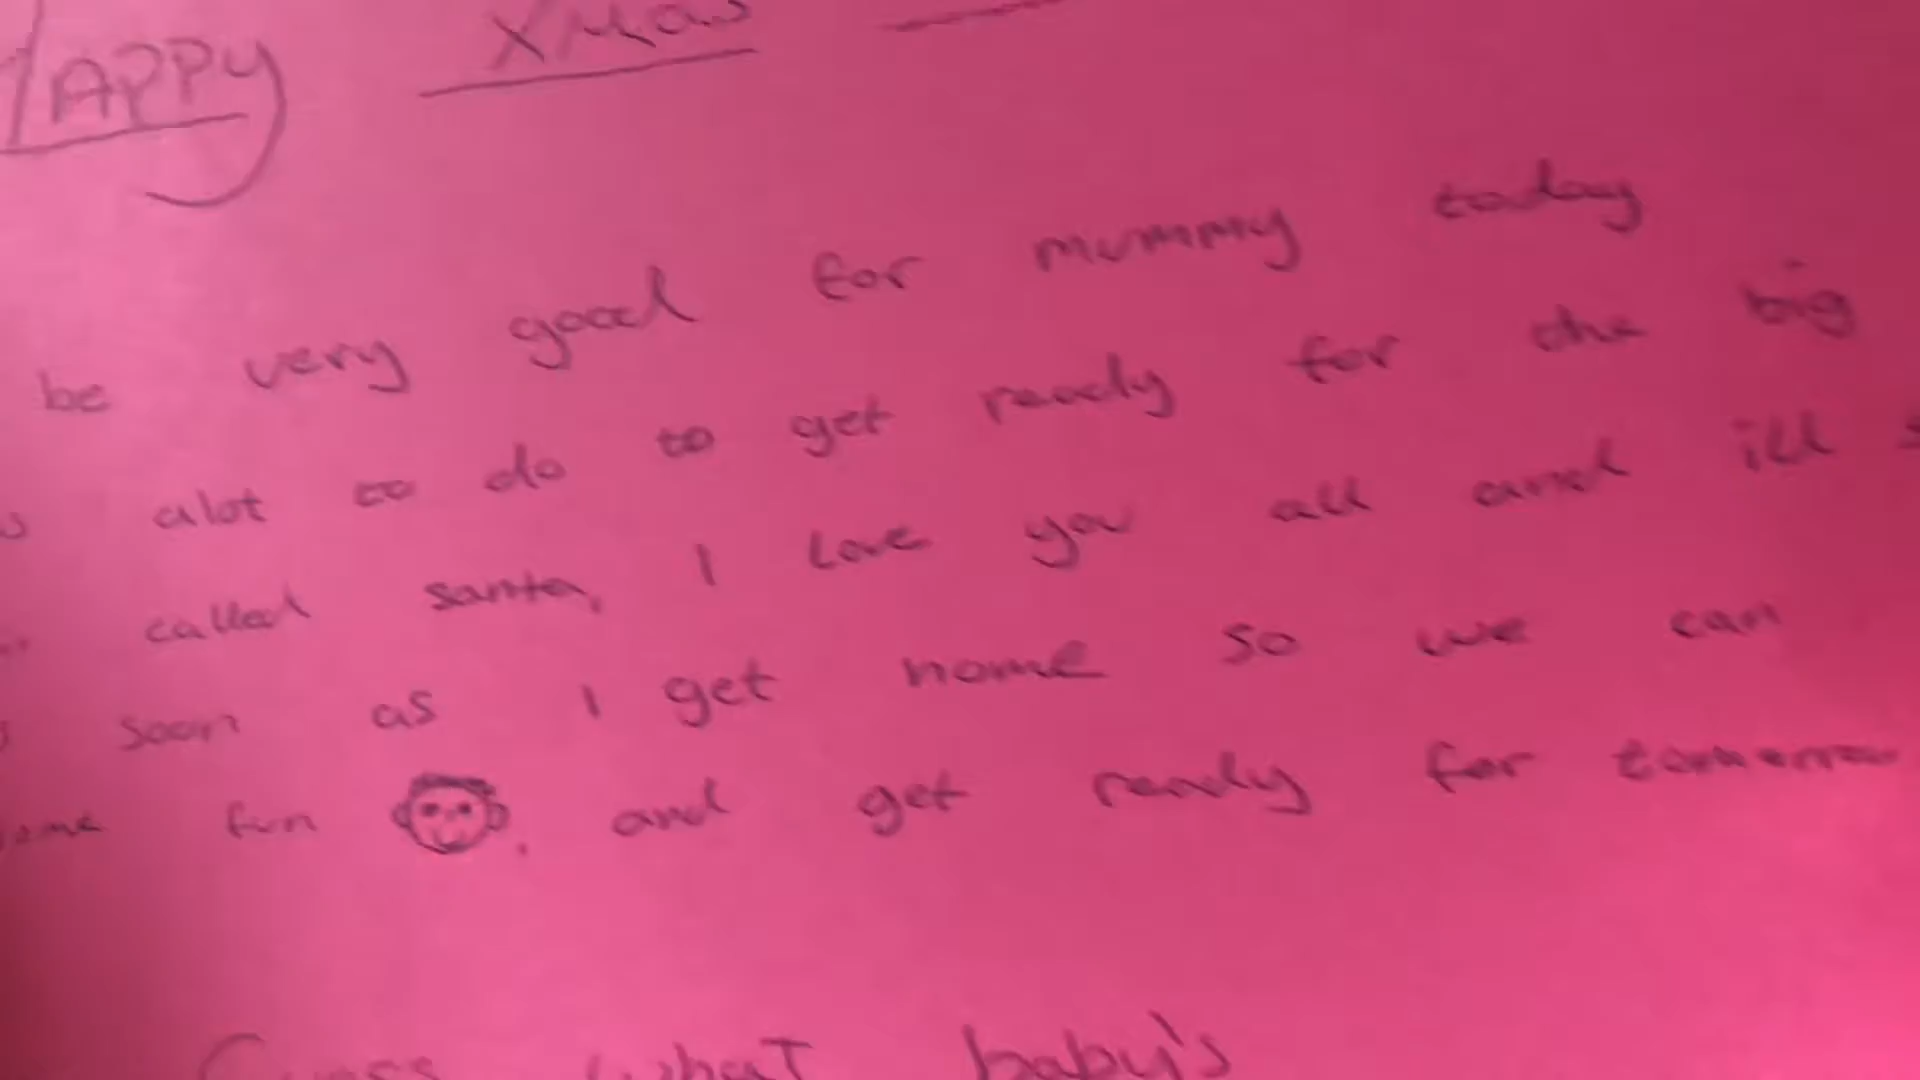 HAPPY XMAS
be very good for mummy today
alot to do to get ready for the big
called santa, I love you all and ill
soon as I get home so we can
fun . and get ready for tomorrow
Guess what baby's